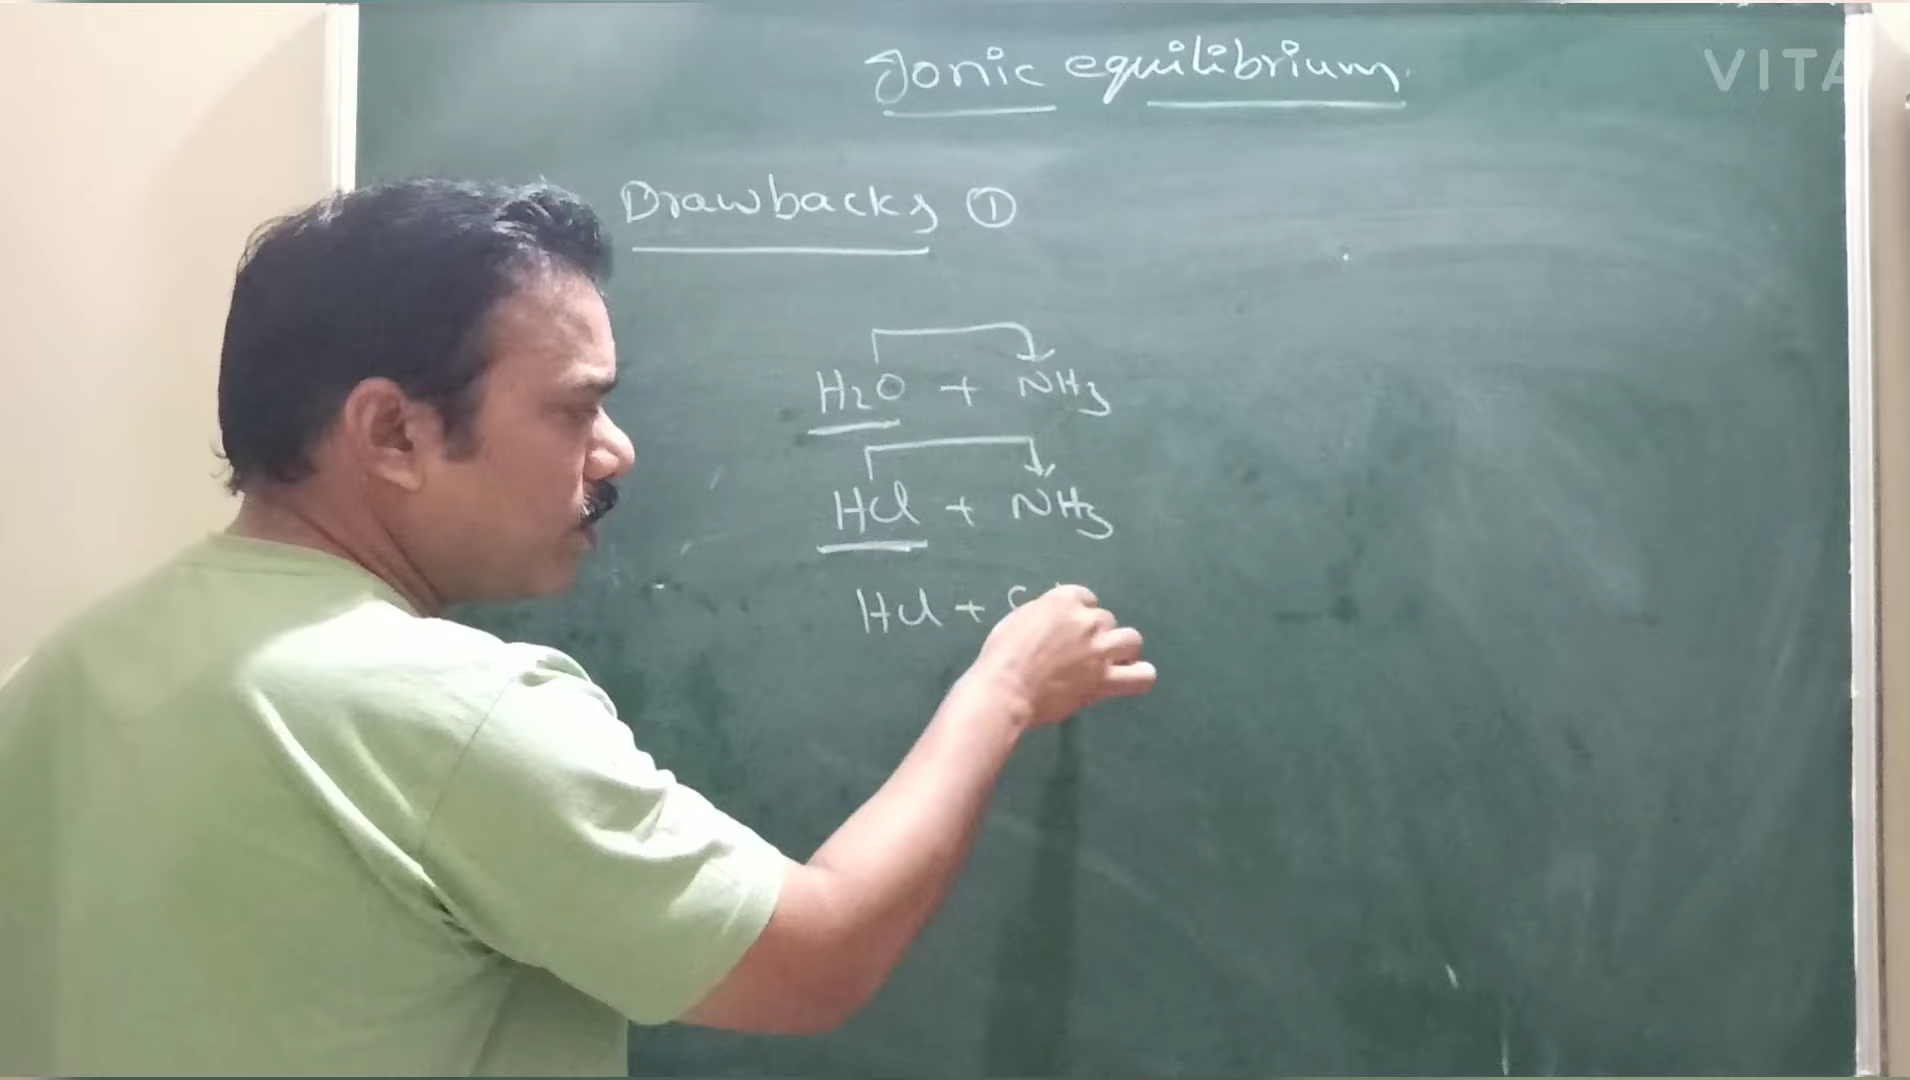 Ionic equilibrium
VITA
Drawbacks ①
H₂O + NH₃
HCl + NH₃
HCl +